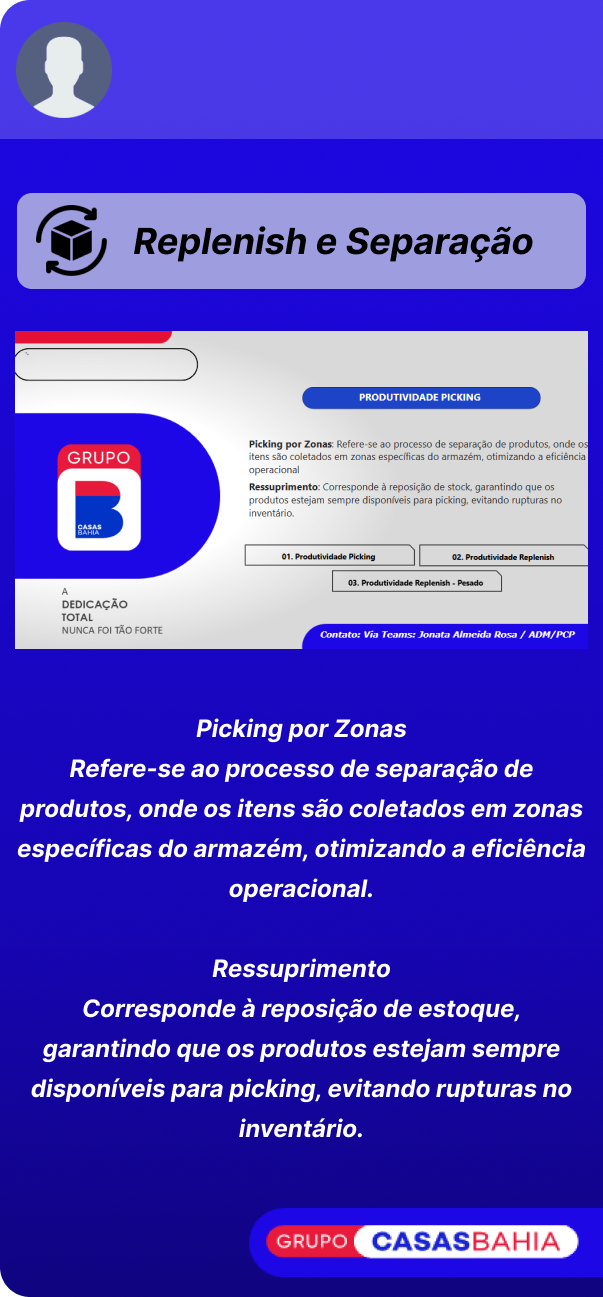 Replenish e Separação
PRODUTIVIDADE PICKING
Picking por Zonas: Refere-se ao processo de separação de produtos, onde os
itens são coletados em zonas específicas do armazém, otimizando a eficiência
operacional
Ressuprimento: Corresponde à reposição de stock, garantindo que os
produtos estejam sempre disponíveis para picking, evitando rupturas no
inventário.
GRUPO
CASAS
BAHIA
01. Produtividade Picking
02. Produtividade Replenish
03. Produtividade Replenish - Pesado
A
DEDICAÇÃO
TOTAL
NUNCA FOI TÃO FORTE
Contato: Via Teams: Jonata Almeida Rosa / ADM/PCP
Picking por Zonas
Refere-se ao processo de separação de
produtos, onde os itens são coletados em zonas
específicas do armazém, otimizando a eficiência
operacional.
Ressuprimento
Corresponde à reposição de estoque,
garantindo que os produtos estejam sempre
disponíveis para picking, evitando rupturas no
inventário.
GRUPO CASASBAHIA